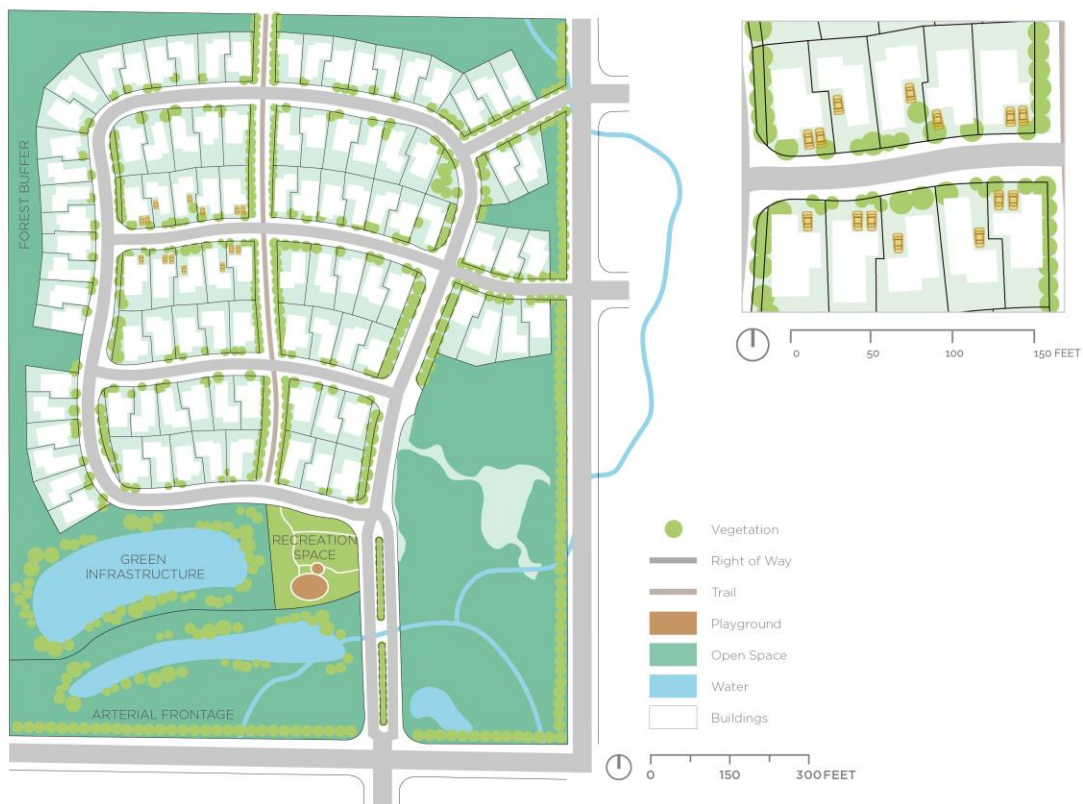 FOREST BUFFER
GREEN
INFRASTRUCTURE
RECREATION
SPACE
ARTERIAL FRONTAGE
0 50 100 150 FEET
Vegetation
Right of Way
Trail
Playground
Open Space
Water
Buildings
0 150 300 FEET